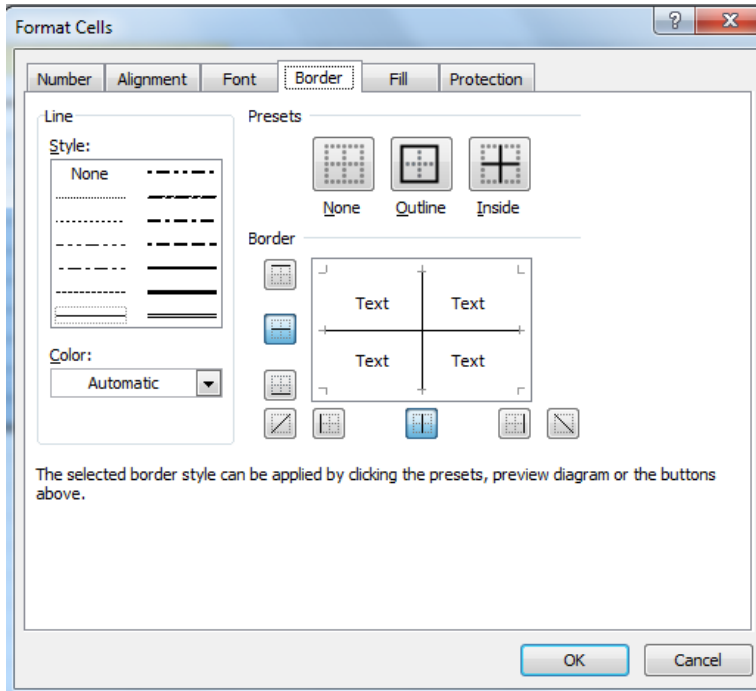 Format Cells
?
X
Number Alignment Font Border Fill Protection
Line
Style:
None
Color:
Automatic
Presets
None Outline Inside
Border
Text Text
Text Text
The selected border style can be applied by clicking the presets, preview diagram or the buttons
above.
OK Cancel